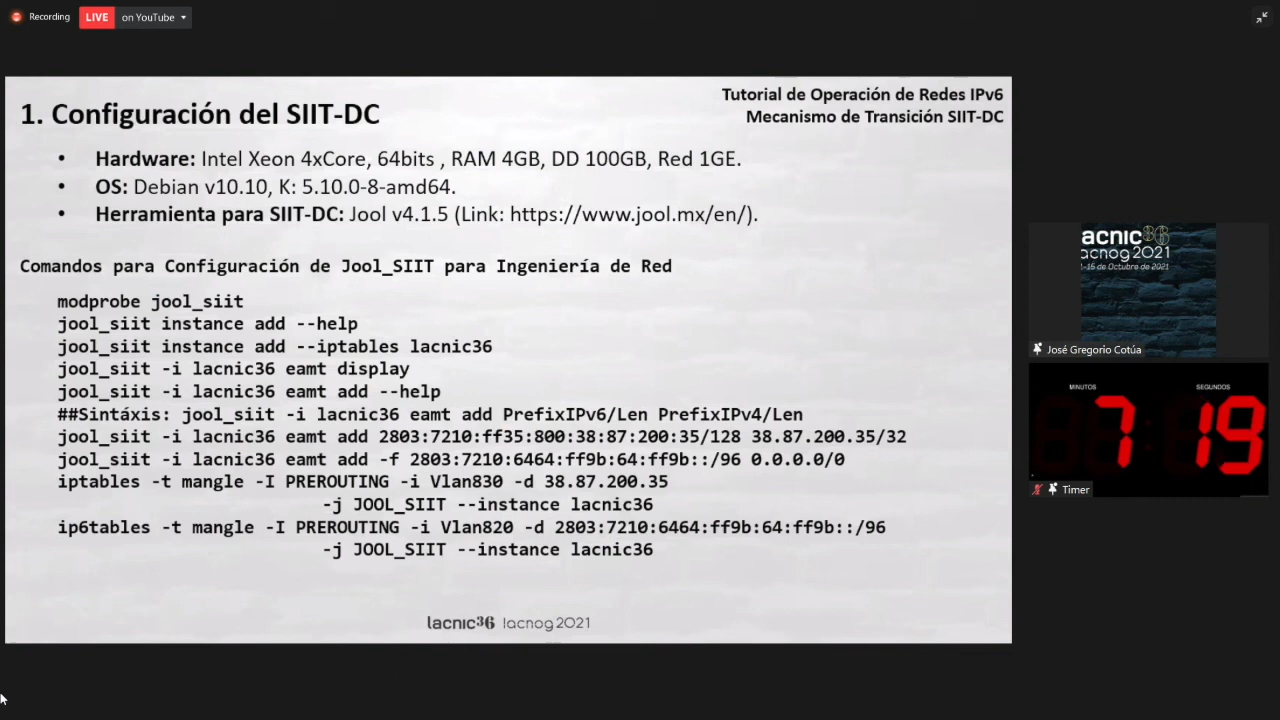 Recording
LIVE on YouTube
1. Configuración del SIIT-DC
Tutorial de Operación de Redes IPv6
Mecanismo de Transición SIIT-DC
• Hardware: Intel Xeon 4xCore, 64bits , RAM 4GB, DD 100GB, Red 1GE.
• OS: Debian v10.10, K: 5.10.0-8-amd64.
• Herramienta para SIIT-DC: Jool v4.1.5 (Link: https://www.jool.mx/en/).
Comandos para Configuración de Jool_SIIT para Ingeniería de Red
modprobe jool_siit
jool_siit instance add --help
jool_siit instance add --iptables lacnic36
jool_siit -i lacnic36 eamt display
jool_siit -i lacnic36 eamt add --help
##Sintáxis: jool_siit -i lacnic36 eamt add PrefixIPv6/Len PrefixIPv4/Len
jool_siit -i lacnic36 eamt add 2803:7210:ff35:800:38:87:200:35/128 38.87.200.35/32
jool_siit -i lacnic36 eamt add -f 2803:7210:6464:ff9b:64:ff9b::/96 0.0.0.0/0
iptables -t mangle -I PREROUTING -i Vlan830 -d 38.87.200.35
-j JOOL_SIIT --instance lacnic36
ip6tables -t mangle -I PREROUTING -i Vlan820 -d 2803:7210:6464:ff9b:64:ff9b::/96
-j JOOL_SIIT --instance lacnic36
lacnic36 lacnog2021
acnic36
acnog2021
-15 de Octubre de 2021
José Gregorio Cotúa
MINUTOS SEGUNDOS
7:19
Timer